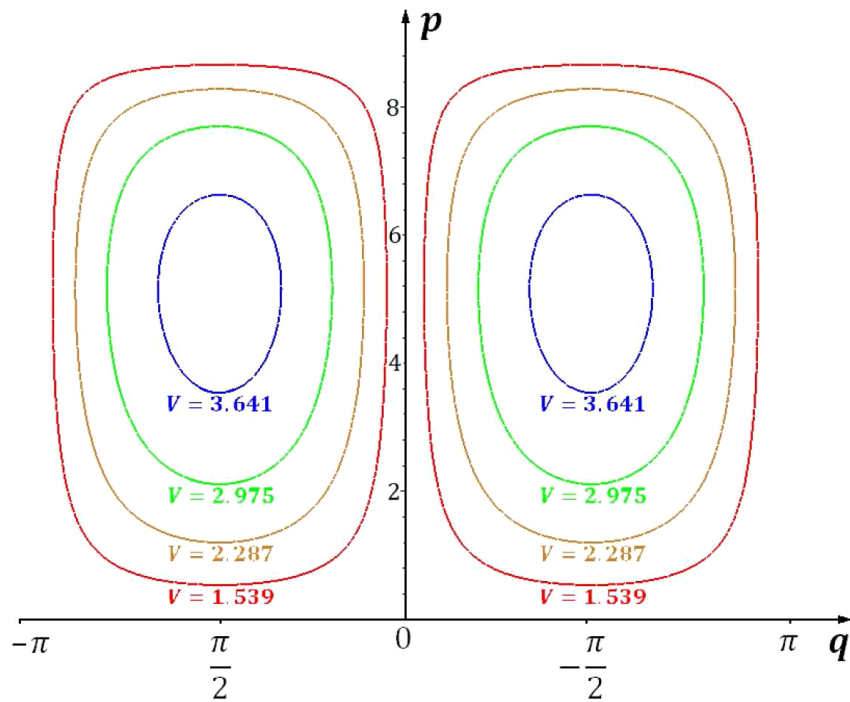 p
8
6
4
V = 3.641 V = 3.641
2
V = 2.975 V = 2.975
V = 2.287 V = 2.287
V = 1.539 V = 1.539
−π π/2 0 −π/2 π q